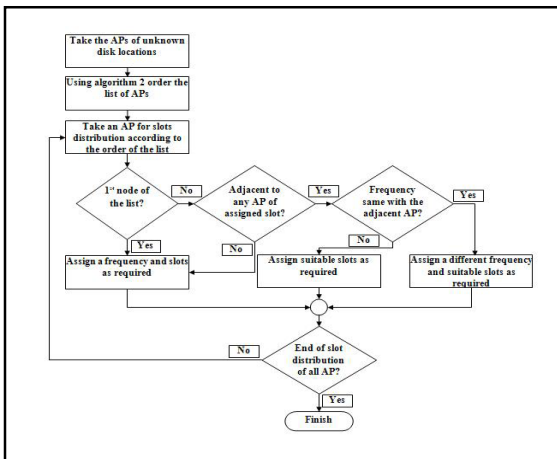 Take the APs of unknown
disk locations
Using algorithm 2 order the
list of APs
Take an AP for slots
distribution according to
the order of the list
1st node of
the list?
No
Adjacent to
any AP of
assigned slot?
Yes
Frequency
same with the
adjacent AP?
Yes
Yes
No
No
Assign a frequency and slots
as required
Assign suitable slots as
required
Assign a different frequency
and suitable slots as
required
End of slot
distribution
of all AP?
No
Yes
Finish